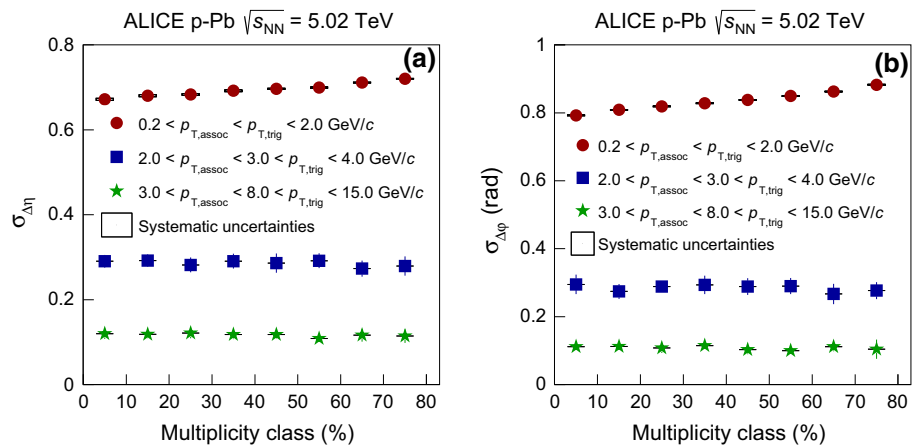 ALICE p-Pb √sNN = 5.02 TeV
(a)
0.8
0.6
0.4
0.2
0
σΔη
0.2 < pT,assoc < pT,trig < 2.0 GeV/c
2.0 < pT,assoc < 3.0 < pT,trig < 4.0 GeV/c
3.0 < pT,assoc < 8.0 < pT,trig < 15.0 GeV/c
Systematic uncertainties
0 10 20 30 40 50 60 70 80
Multiplicity class (%)
ALICE p-Pb √sNN = 5.02 TeV
(b)
1
0.8
0.6
0.4
0.2
0
σΔφ (rad)
0.2 < pT,assoc < pT,trig < 2.0 GeV/c
2.0 < pT,assoc < 3.0 < pT,trig < 4.0 GeV/c
3.0 < pT,assoc < 8.0 < pT,trig < 15.0 GeV/c
Systematic uncertainties
0 10 20 30 40 50 60 70 80
Multiplicity class (%)